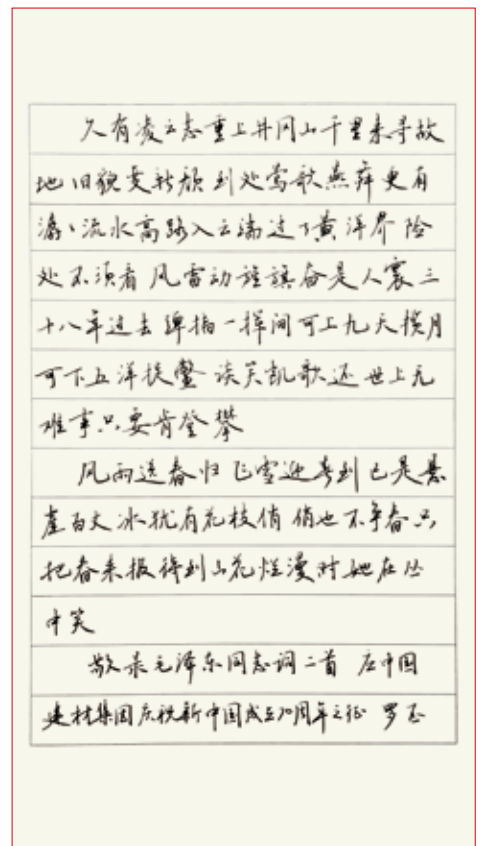 久有凌云志重上井冈山千里来寻故
地旧貌变新颜到处莺歌燕舞更有
潺、流水高路入云端过了黄洋界险
处不须看风雷动旌旗奋是人寰三
十八年过去弹指一挥间可上九天揽月
可下五洋捉鳖谈笑凯歌还世上无
难事只要肯登攀
风雨送春归飞雪迎春到已是悬
崖百丈冰犹有花枝俏俏也不争春只
把春来报待到山花烂漫时她在丛
中笑
敬录毛泽东同志词二首 应中国
建材集团庆祝新中国成立70周年之征 罗